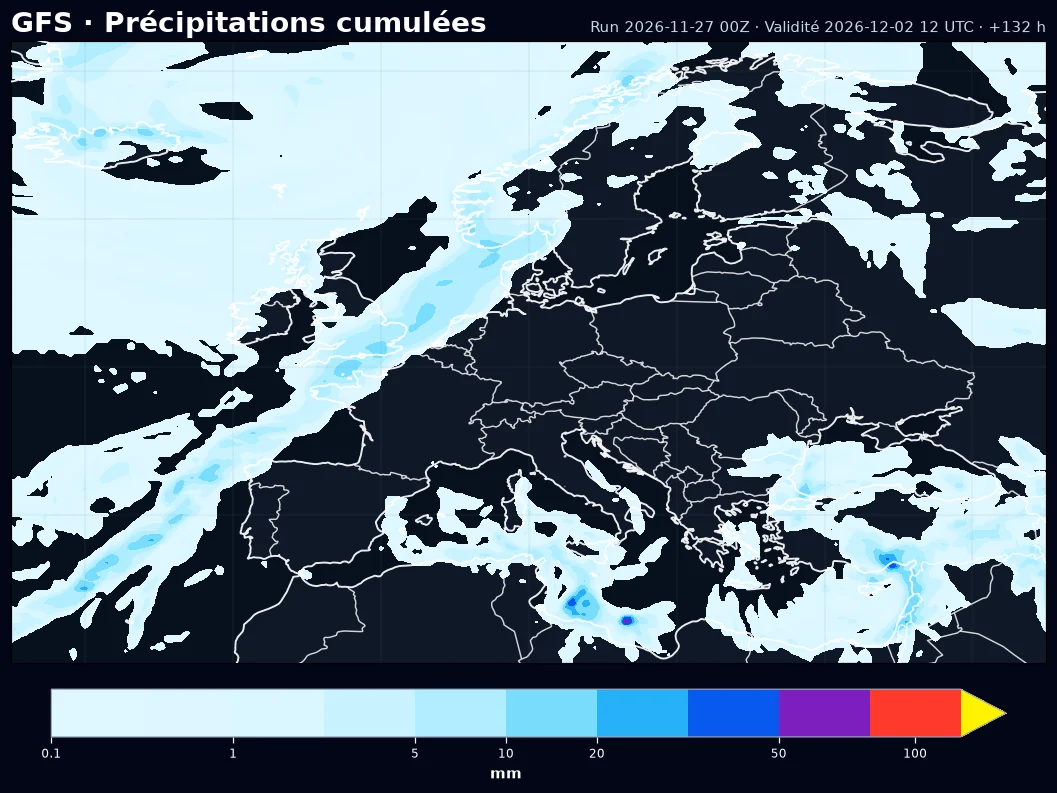 GFS · Précipitations cumulées
Run 2026-11-27 00Z · Validité 2026-12-02 12 UTC · +132 h
0.1 1 5 10 20 50 100
mm